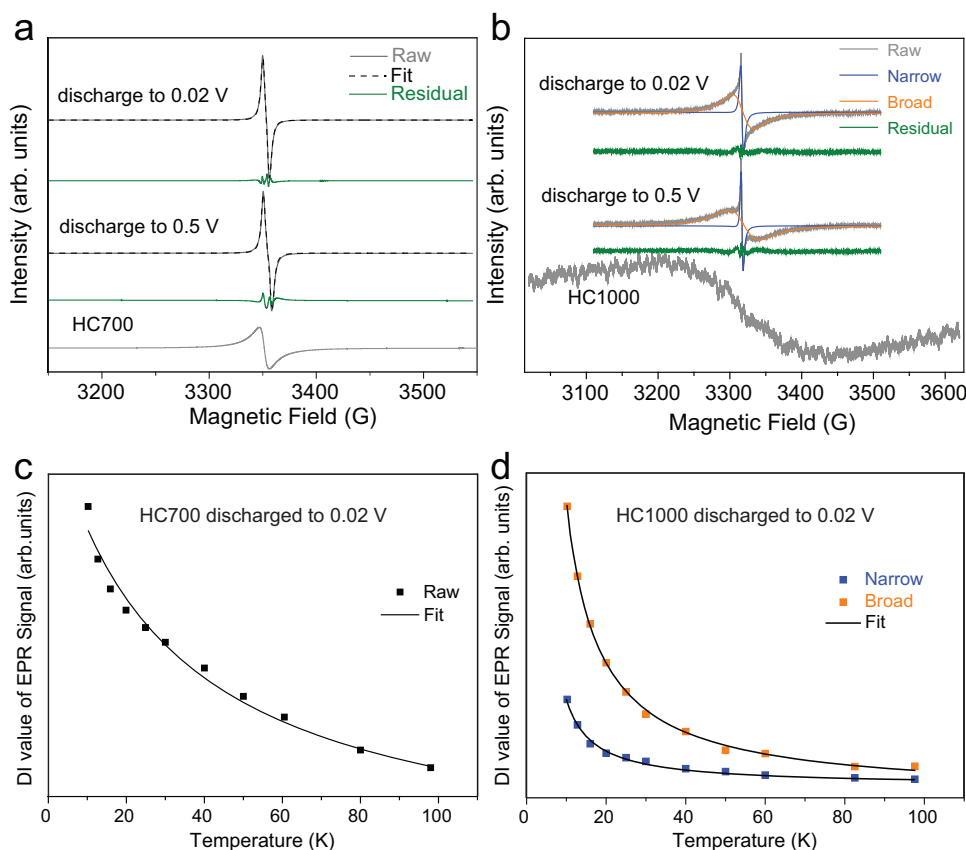 a
Intensity (arb. units)
Raw
Fit
Residual
discharge to 0.02 V
discharge to 0.5 V
HC700
3200 3300 3400 3500
Magnetic Field (G)
b
Intensity (arb. units)
Raw
Narrow
Broad
Residual
discharge to 0.02 V
discharge to 0.5 V
HC1000
3100 3200 3300 3400 3500 3600
Magnetic Field (G)
c
DI value of EPR Signal (arb.units)
HC700 discharged to 0.02 V
Raw
Fit
0 20 40 60 80 100
Temperature (K)
d
DI value of EPR Signal (arb. units)
HC1000 discharged to 0.02 V
Narrow
Broad
Fit
0 20 40 60 80 100
Temperature (K)